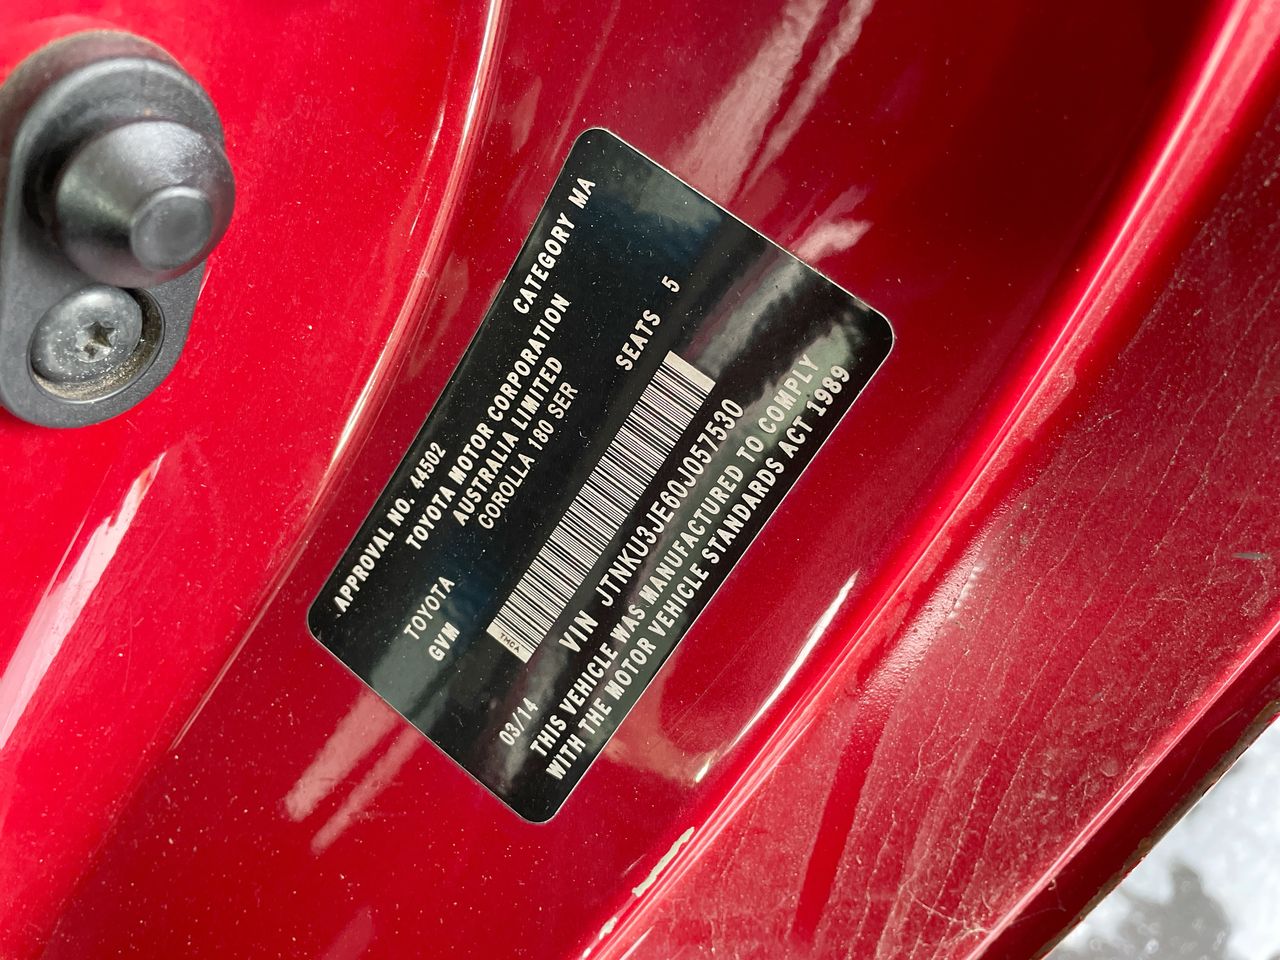 APPROVAL NO. 44502 CATEGORY MA
TOYOTA MOTOR CORPORATION
AUSTRALIA LIMITED
TOYOTA COROLLA 180 SER
GVM SEATS 5
TMCA
03/14 VIN JTNKU3JE60J057530
THIS VEHICLE WAS MANUFACTURED TO COMPLY
WITH THE MOTOR VEHICLE STANDARDS ACT 1989